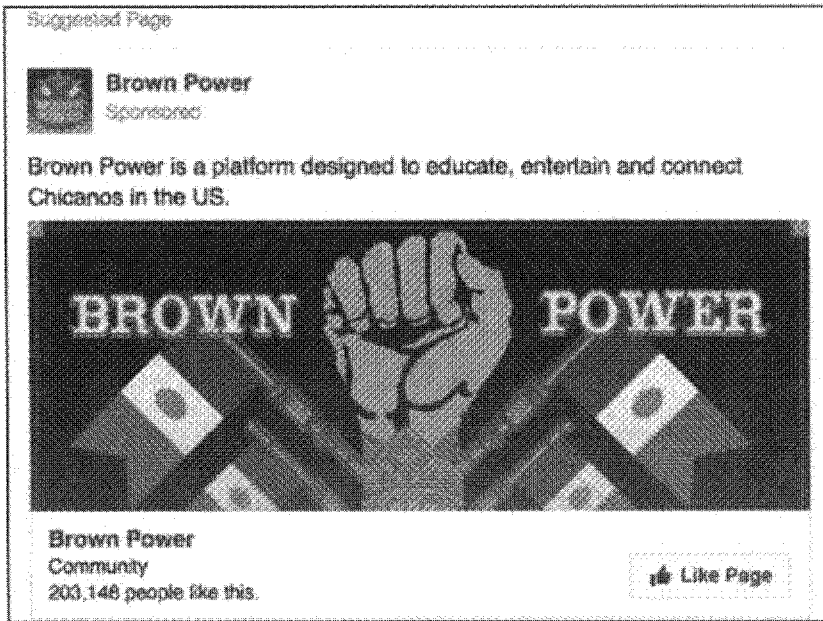 Suggested Page
Brown Power
Sponsored
Brown Power is a platform designed to educate, entertain and connect
Chicanos in the US.
BROWN POWER
Brown Power
Community
203,146 people like this.
Like Page